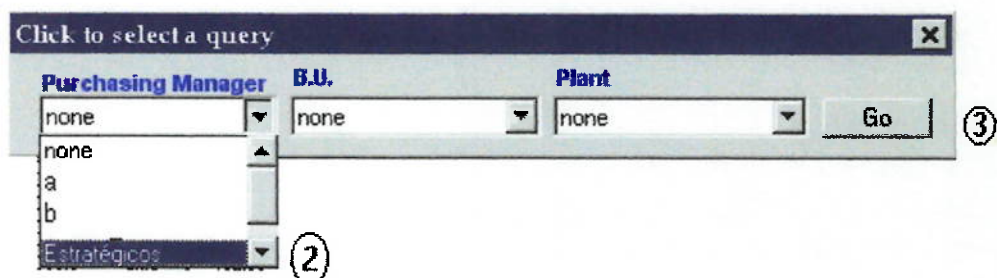 Click to select a query
Purchasing Manager B.U. Plant
none none none Go 3
none
a
b
Estratégicos 2